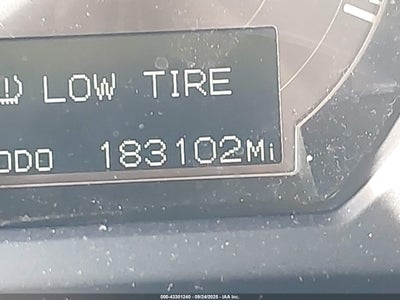 LOW TIRE
ODO 183102Mi
000-43301240 - 09/24/2025 - IAA Inc.